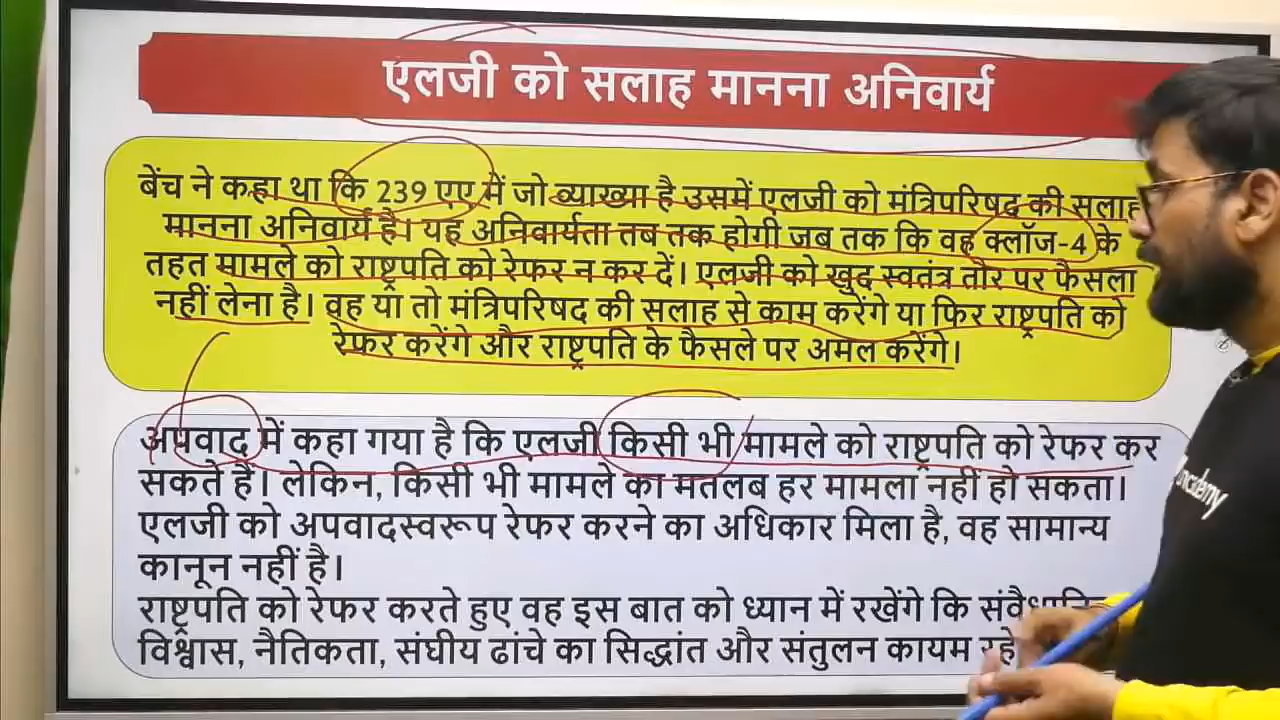 एलजी को सलाह मानना अनिवार्य
बेंच ने कहा था कि 239 एए में जो व्याख्या है उसमें एलजी को मंत्रिपरिषद की सलाह
मानना अनिवार्य है। यह अनिवार्यता तब तक होगी जब तक कि वह क्लॉज-4 के
तहत मामले को राष्ट्रपति को रेफर न कर दें। एलजी को खुद स्वतंत्र तौर पर फैसला
नहीं लेना है। वह या तो मंत्रिपरिषद की सलाह से काम करेंगे या फिर राष्ट्रपति को
रेफर करेंगे और राष्ट्रपति के फैसले पर अमल करेंगे।
अपवाद में कहा गया है कि एलजी किसी भी मामले को राष्ट्रपति को रेफर कर
सकते हैं। लेकिन, किसी भी मामले का मतलब हर मामला नहीं हो सकता।
एलजी को अपवादस्वरूप रेफर करने का अधिकार मिला है, वह सामान्य
कानून नहीं है।
राष्ट्रपति को रेफर करते हुए वह इस बात को ध्यान में रखेंगे कि
विश्वास, नैतिकता, संघीय ढांचे का सिद्धांत और संतुलन कायम रहे